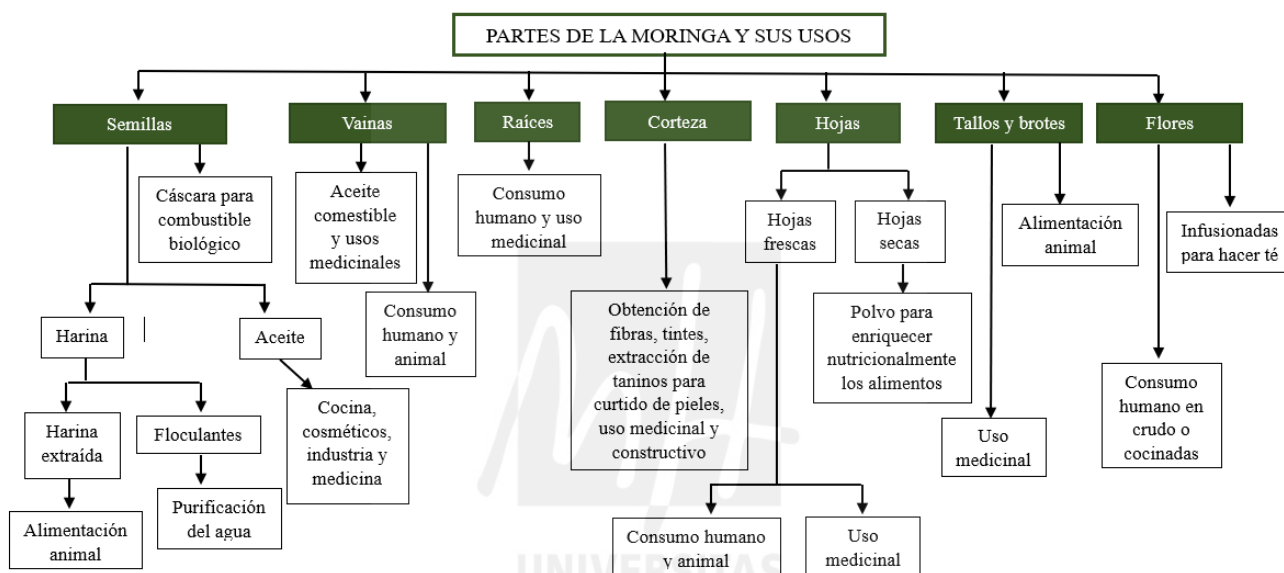 PARTES DE LA MORINGA Y SUS USOS
Semillas
Vainas
Raíces
Corteza
Hojas
Tallos y brotes
Flores
Cáscara para
combustible
biológico
Aceite
comestible
y usos
medicinales
Consumo
humano y uso
medicinal
Hojas
frescas
Hojas
secas
Alimentación
animal
Infusionadas
para hacer té
Harina
Aceite
Consumo
humano y
animal
Obtención de
fibras, tintes,
extracción de
taninos para
curtido de pieles,
uso medicinal y
constructivo
Polvo para
enriquecer
nutricionalmente
los alimentos
Consumo
humano en
crudo o
cocinadas
Harina
extraída
Floculantes
Cocina,
cosméticos,
industria y
medicina
Uso
medicinal
Alimentación
animal
Purificación
del agua
Consumo humano
y animal
Uso
medicinal
UNIVERSITAS